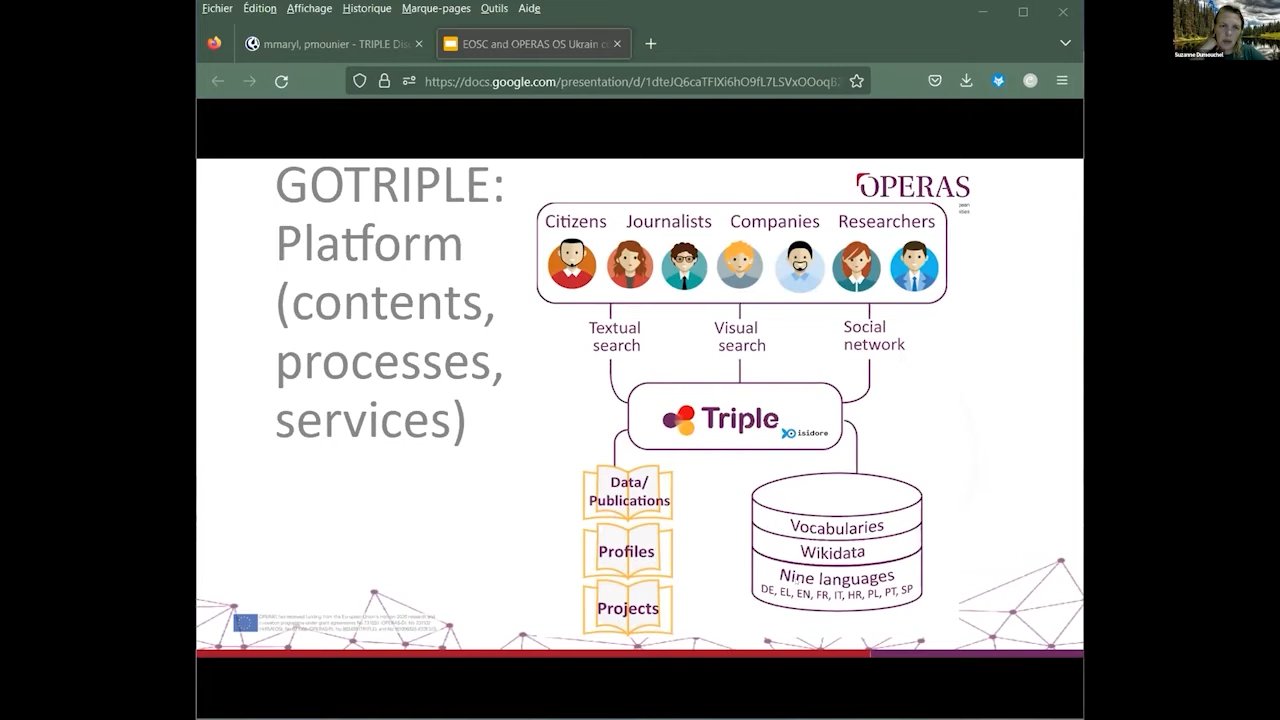 Fichier Édition Affichage Historique Marque-pages Outils Aide
mmaryl, pmounier - TRIPLE Dis
EOSC and OPERAS OS Ukrain c
https://docs.google.com/presentation/d/1dteJQ6caTFIXi6hO9fL7LSVxOOoqB
Suzanne Dumouchel
GOTRIPLE:
Platform
(contents,
processes,
services)
OPERAS
Citizens Journalists Companies Researchers
Textual
search
Visual
search
Social
network
Triple
isidore
Data/
Publications
Profiles
Projects
Vocabularies
Wikidata
Nine languages
DE, EL, EN, FR, IT, HR, PL, PT, SP